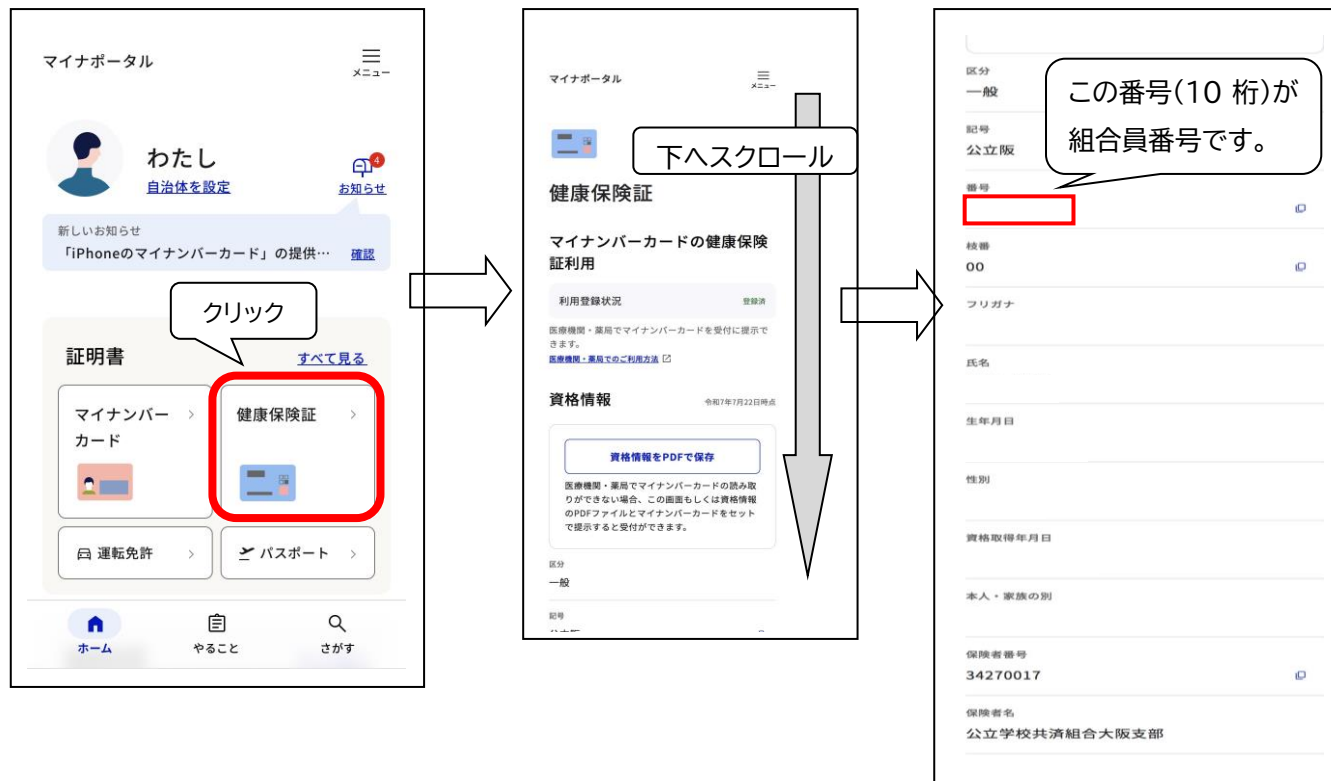 マイナポータル
メニュー
わたし
自治体を設定
4
お知らせ
新しいお知らせ
「iPhoneのマイナンバーカード」の提供… 確認
クリック
証明書
すべて見る
マイナンバー
カード
健康保険証
運転免許
パスポート
ホーム
やること
さがす
マイナポータル
メニュー
下へスクロール
健康保険証
マイナンバーカードの健康保険
証利用
利用登録状況
登録済
医療機関・薬局でマイナンバーカードを受付に提示で
きます。
医療機関・薬局でのご利用方法
資格情報
令和7年7月22日時点
資格情報をPDFで保存
医療機関・薬局でマイナンバーカードの読み取
りができない場合、この画面もしくは資格情報
のPDFファイルとマイナンバーカードをセット
で提示すると受付ができます。
区分
一般
記号
区分
一般
この番号(10 桁)が
組合員番号です。
記号
公立阪
番号
枝番
00
フリガナ
氏名
生年月日
性別
資格取得年月日
本人・家族の別
保険者番号
34270017
保険者名
公立学校共済組合大阪支部